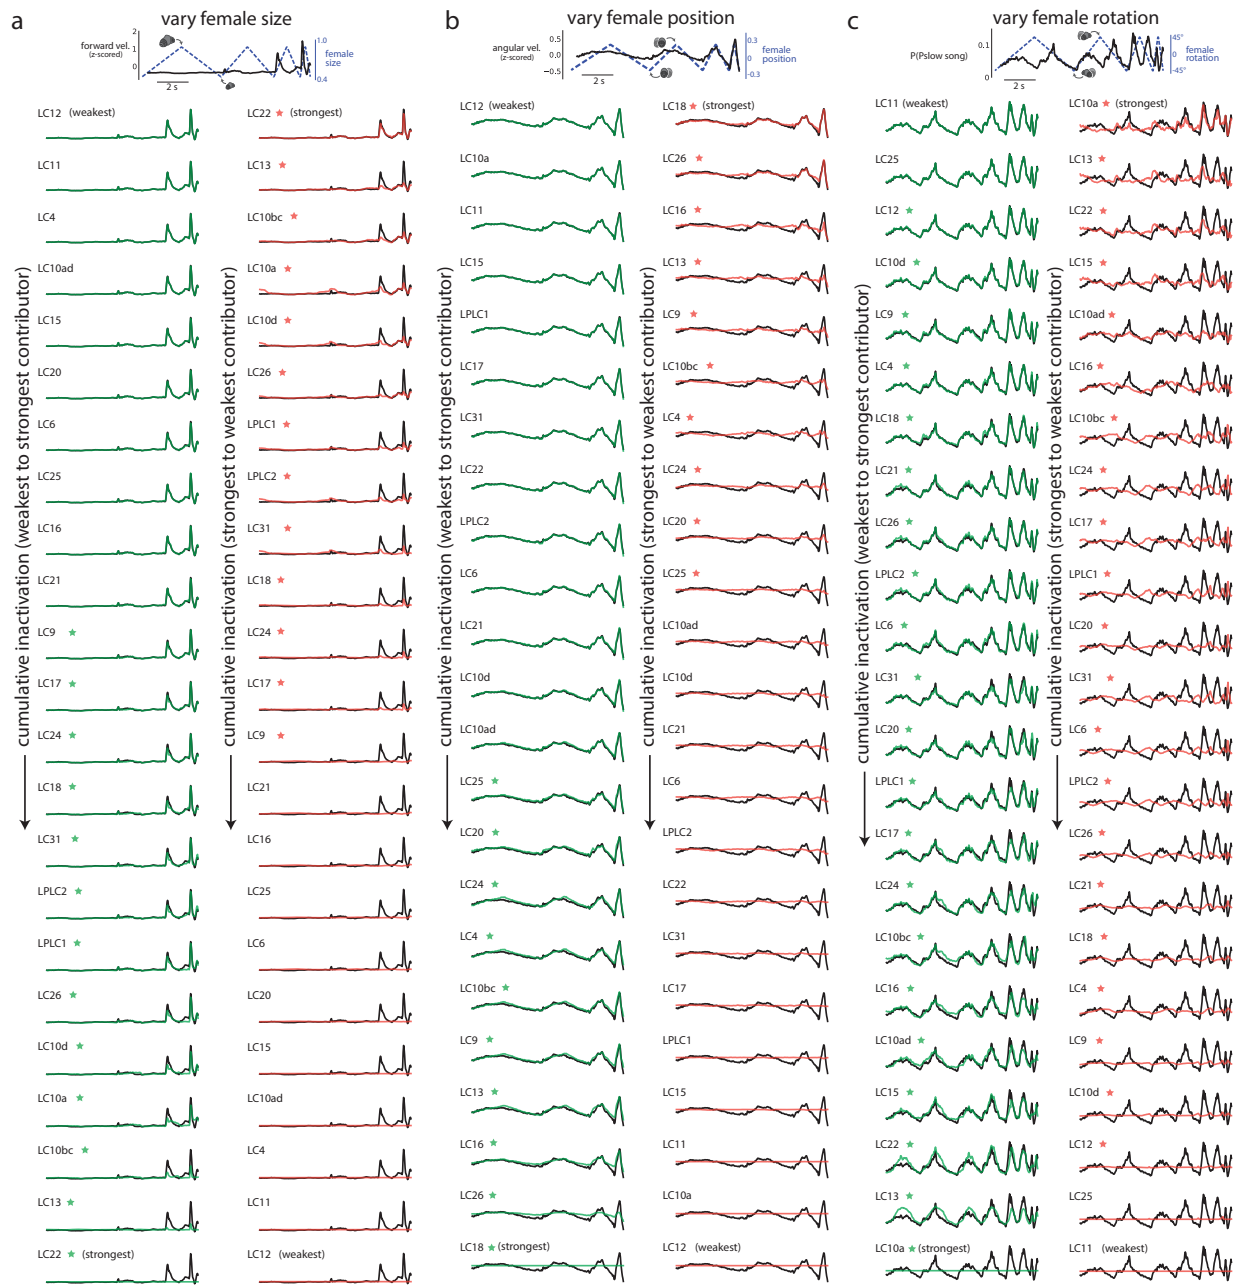 a
vary female size
forward vel.
(z-scored)
2
1
0
1.0
female
size
0.4
2 s
cumulative inactivation (weakest to strongest contributor)
LC12 (weakest)
LC11
LC4
LC10ad
LC15
LC20
LC6
LC25
LC16
LC21
LC9 ★
LC17 ★
LC24 ★
LC18 ★
LC31 ★
LPLC2 ★
LPLC1 ★
LC26 ★
LC10d ★
LC10a ★
LC10bc ★
LC13 ★
LC22 ★ (strongest)
cumulative inactivation (strongest to weakest contributor)
LC22 ★ (strongest)
LC13 ★
LC10bc ★
LC10a ★
LC10d ★
LC26 ★
LPLC1 ★
LPLC2 ★
LC31 ★
LC18 ★
LC24 ★
LC17 ★
LC9 ★
LC21
LC16
LC25
LC6
LC20
LC15
LC10ad
LC4
LC11
LC12 (weakest)
b
vary female position
angular vel.
(z-scored)
0.5
0.0
−0.5
0.3
0
-0.3
female
position
2 s
cumulative inactivation (weakest to strongest contributor)
LC12 (weakest)
LC10a
LC11
LC15
LPLC1
LC17
LC31
LC22
LPLC2
LC6
LC21
LC10d
LC10ad
LC25 ★
LC20 ★
LC24 ★
LC4 ★
LC10bc ★
LC9 ★
LC13 ★
LC16 ★
LC26 ★
LC18 ★ (strongest)
cumulative inactivation (strongest to weakest contributor)
LC18 ★ (strongest)
LC26 ★
LC16 ★
LC13 ★
LC9 ★
LC10bc ★
LC4 ★
LC24 ★
LC20 ★
LC25 ★
LC10ad
LC10d
LC21
LC6
LPLC2
LC22
LC31
LC17
LPLC1
LC15
LC11
LC10a
LC12 (weakest)
c
vary female rotation
P(Pslow song)
0.1
0
45°
0
-45°
female
rotation
2 s
cumulative inactivation (weakest to strongest contributor)
LC11 (weakest)
LC25
LC12 ★
LC10d ★
LC9 ★
LC4 ★
LC18 ★
LC21 ★
LC26 ★
LPLC2 ★
LC6 ★
LC31 ★
LC20 ★
LPLC1 ★
LC17 ★
LC24 ★
LC10bc ★
LC16 ★
LC10ad ★
LC15 ★
LC22 ★
LC13 ★
LC10a ★ (strongest)
cumulative inactivation (strongest to weakest contributor)
LC10a ★ (strongest)
LC13 ★
LC22 ★
LC15 ★
LC10ad ★
LC16 ★
LC10bc ★
LC24 ★
LC17 ★
LPLC1 ★
LC20 ★
LC31 ★
LC6 ★
LPLC2 ★
LC26 ★
LC21 ★
LC18 ★
LC4 ★
LC9 ★
LC10d ★
LC12 ★
LC25
LC11 (weakest)